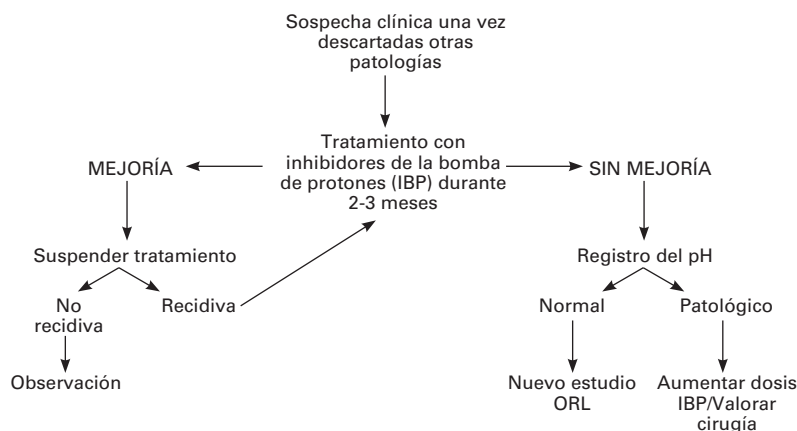 Sospecha clínica una vez
descartadas otras
patologías
Tratamiento con
inhibidores de la bomba
de protones (IBP) durante
2-3 meses
MEJORÍA
SIN MEJORÍA
Suspender tratamiento
Registro del pH
No
recidiva
Recidiva
Normal
Patológico
Observación
Nuevo estudio
ORL
Aumentar dosis
IBP/Valorar
cirugía